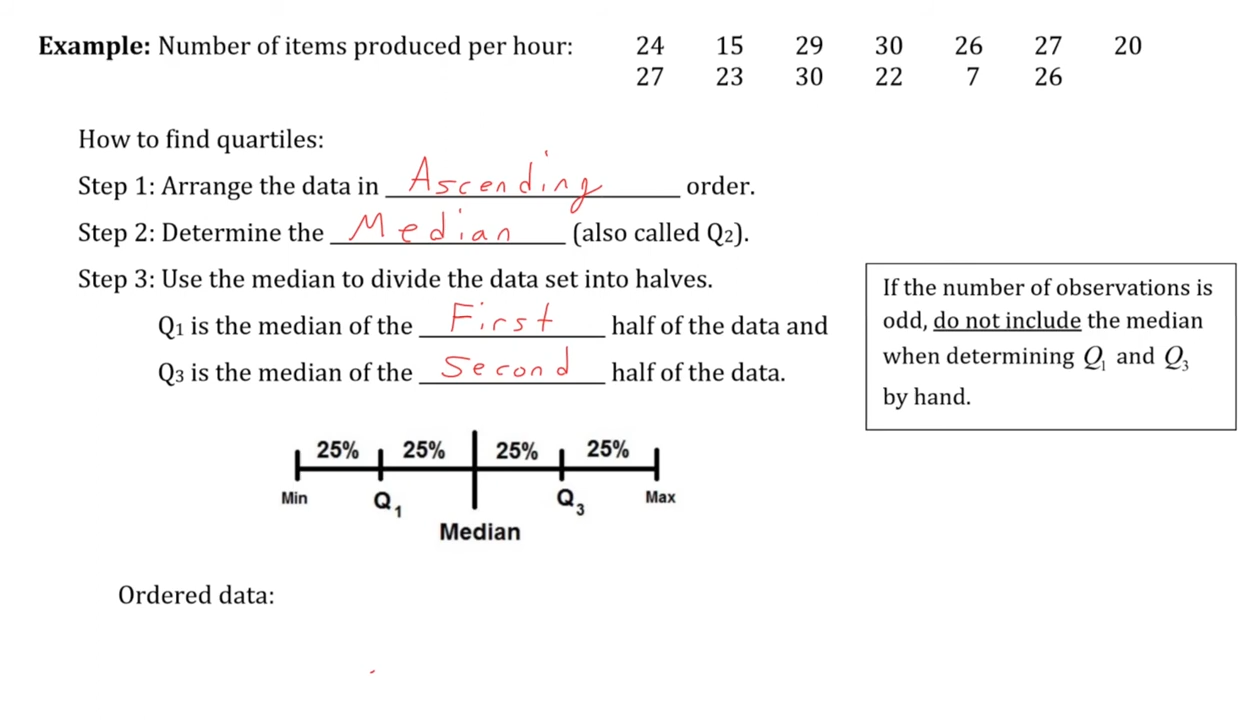 Example: Number of items produced per hour: 24 15 29 30 26 27 20
27 23 30 22 7 26
How to find quartiles:
Step 1: Arrange the data in Ascending order.
Step 2: Determine the Median (also called Q2).
Step 3: Use the median to divide the data set into halves.
Q1 is the median of the First half of the data and
Q3 is the median of the Second half of the data.
If the number of observations is
odd, do not include the median
when determining Q1 and Q3
by hand.
25% 25% 25% 25%
Min Q1 Q3 Max
Median
Ordered data: